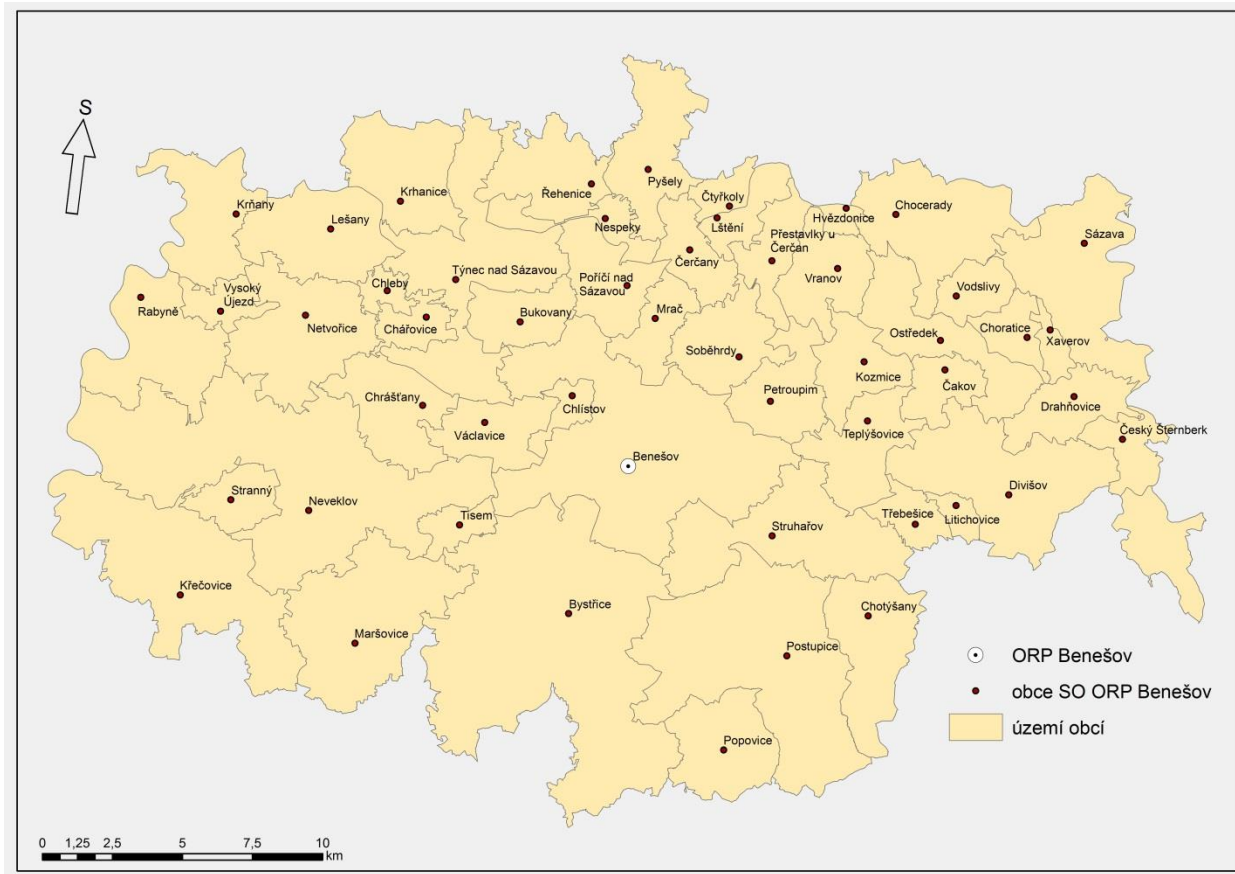 S
Krhanice
Řehenice
Pyšely
Krňany
Lešany
Nespeky
Čtyřkoly
Lštění
Hvězdonice
Chocerady
Přestavlky u
Čerčan
Sázava
Čerčany
Týnec nad Sázavou
Poříčí nad
Sázavou
Chleby
Vysoký
Újezd
Rabyně
Netvořice
Chářovice
Bukovany
Mrač
Vranov
Vodslivy
Ostředek
Choratice
Xaverov
Soběhrdy
Kozmice
Petroupim
Čakov
Chrášťany
Chlístov
Václavice
Teplýšovice
Drahňovice
Český Šternberk
Benešov
Stranný
Neveklov
Tisem
Divišov
Třebešice
Litichovice
Struhařov
Křečovice
Bystřice
Chotýšany
Maršovice
Postupice
Popovice
ORP Benešov
obce SO ORP Benešov
území obcí
0 1,25 2,5 5 7,5 10
km